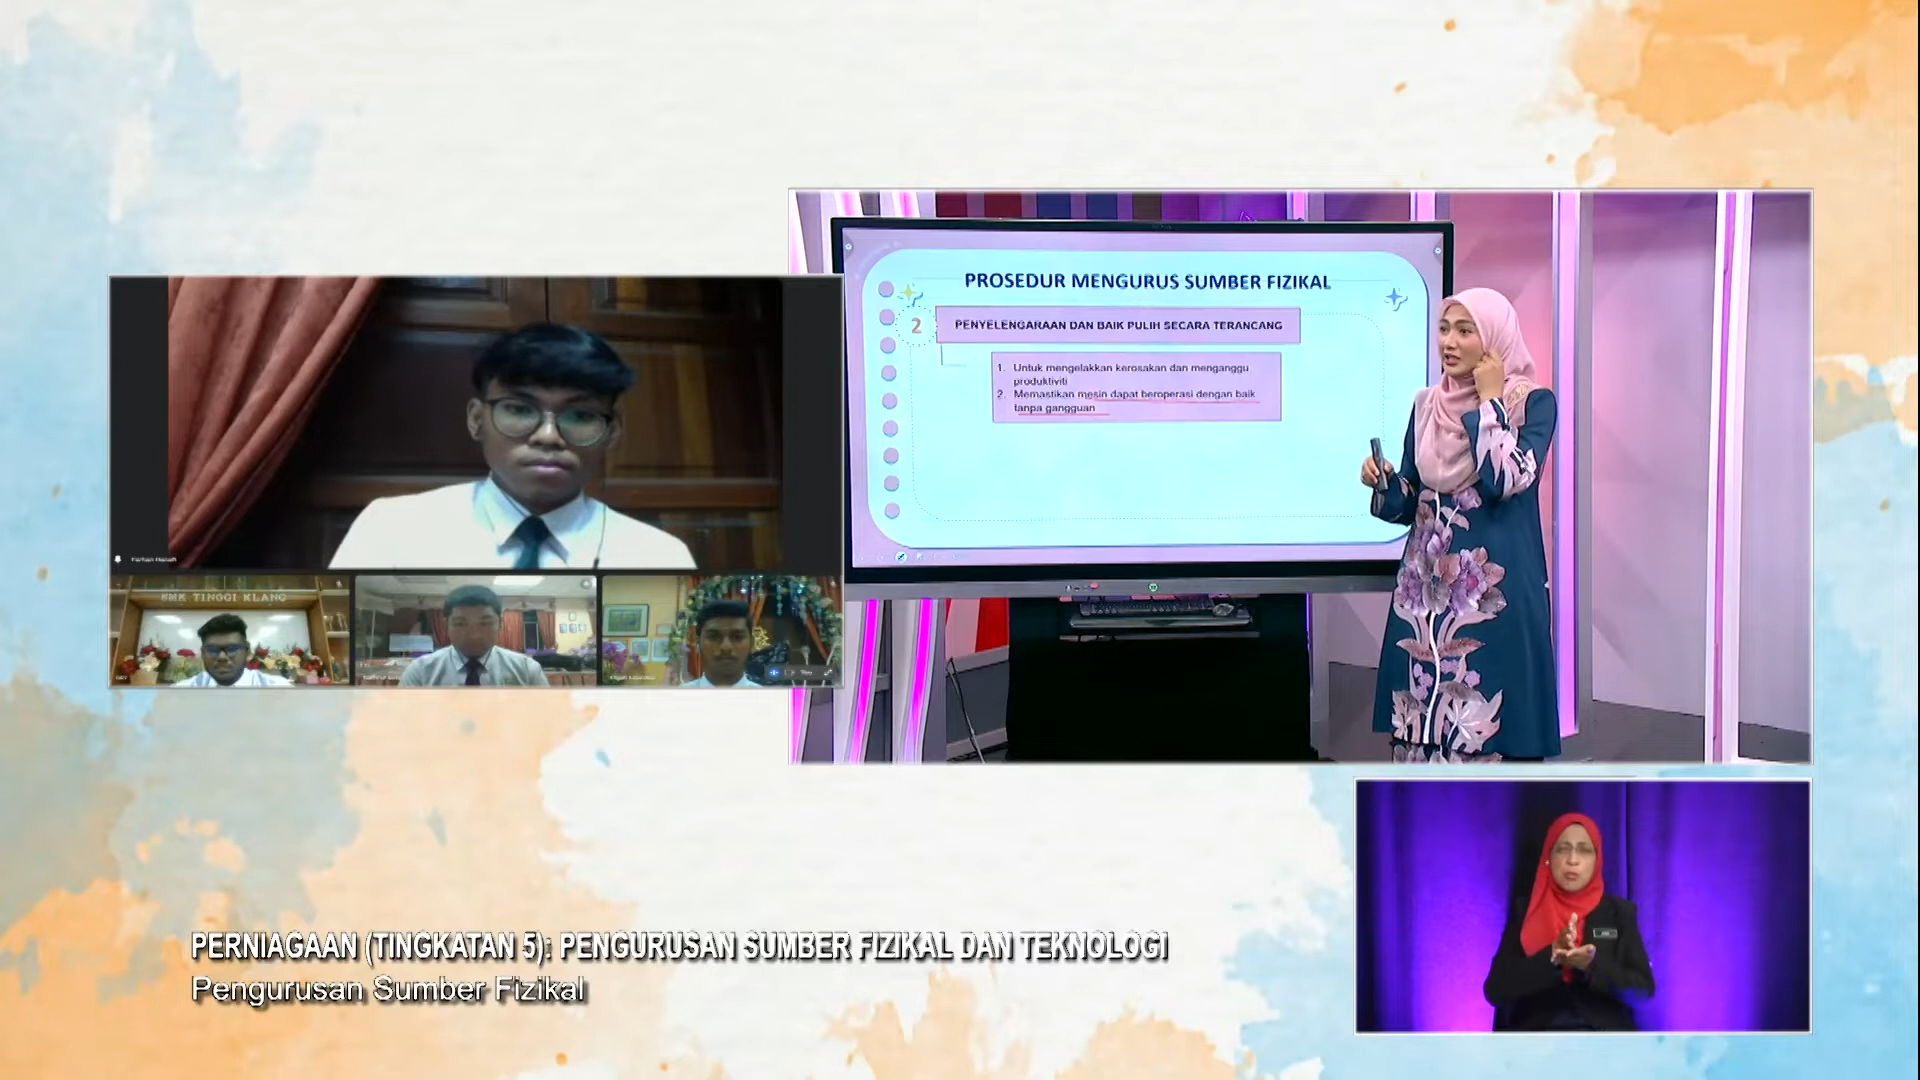 PROSEDUR MENGURUS SUMBER FIZIKAL
2
PENYELENGARAAN DAN BAIK PULIH SECARA TERANCANG
1. Untuk mengelakkan kerosakan dan menganggu
produktiviti
2. Memastikan mesin dapat beroperasi dengan baik
tanpa gangguan
SMK TINGGI KLANG
PERNIAGAAN (TINGKATAN 5): PENGURUSAN SUMBER FIZIKAL DAN TEKNOLOGI
Pengurusan Sumber Fizikal